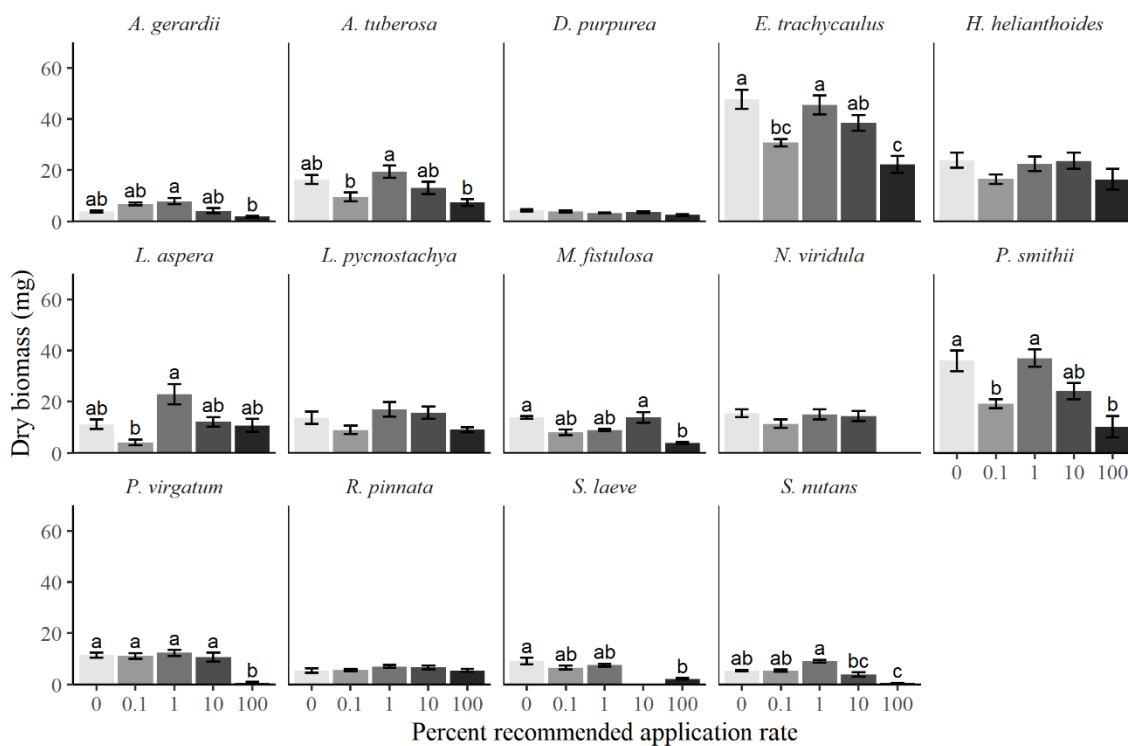 A. gerardii A. tuberosa D. purpurea E. trachycaulus H. helianthoides
60
40
20
0
ab ab a ab b
ab b a ab b
a bc a ab c
L. aspera L. pycnostachya M. fistulosa N. viridula P. smithii
Dry biomass (mg)
60
40
20
0
ab b a ab ab
a ab ab a b
a b a ab b
0 0.1 1 10 100
P. virgatum R. pinnata S. laeve S. nutans
60
40
20
0
a a a a b
a ab ab b
ab ab a bc c
0 0.1 1 10 100 0 0.1 1 10 100 0 0.1 1 10 100 0 0.1 1 10 100
Percent recommended application rate